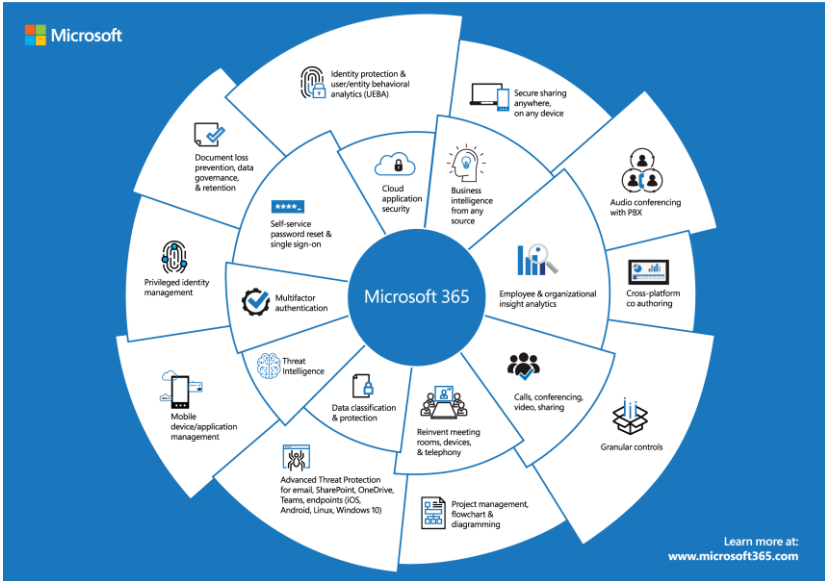 Microsoft
Identity protection &
user/entity behavioral
analytics (UEBA)
Secure sharing
anywhere,
on any device
Document loss
prevention, data
governance,
& retention
Cloud
application
security
Business
intelligence
from any
source
Audio conferencing
with PBX
****_
Self-service
password reset &
single sign-on
Privileged identity
management
Multifactor
authentication
Microsoft 365
Employee & organizational
insight analytics
Cross-platform
co authoring
Threat
Intelligence
Mobile
device/application
management
Data classification
& protection
Reinvent meeting
rooms, devices,
& telephony
Calls, conferencing,
video, sharing
Granular controls
Advanced Threat Protection
for email, SharePoint, OneDrive,
Teams, endpoints (iOS,
Android, Linux, Windows 10)
Project management,
flowchart &
diagramming
Learn more at:
www.microsoft365.com